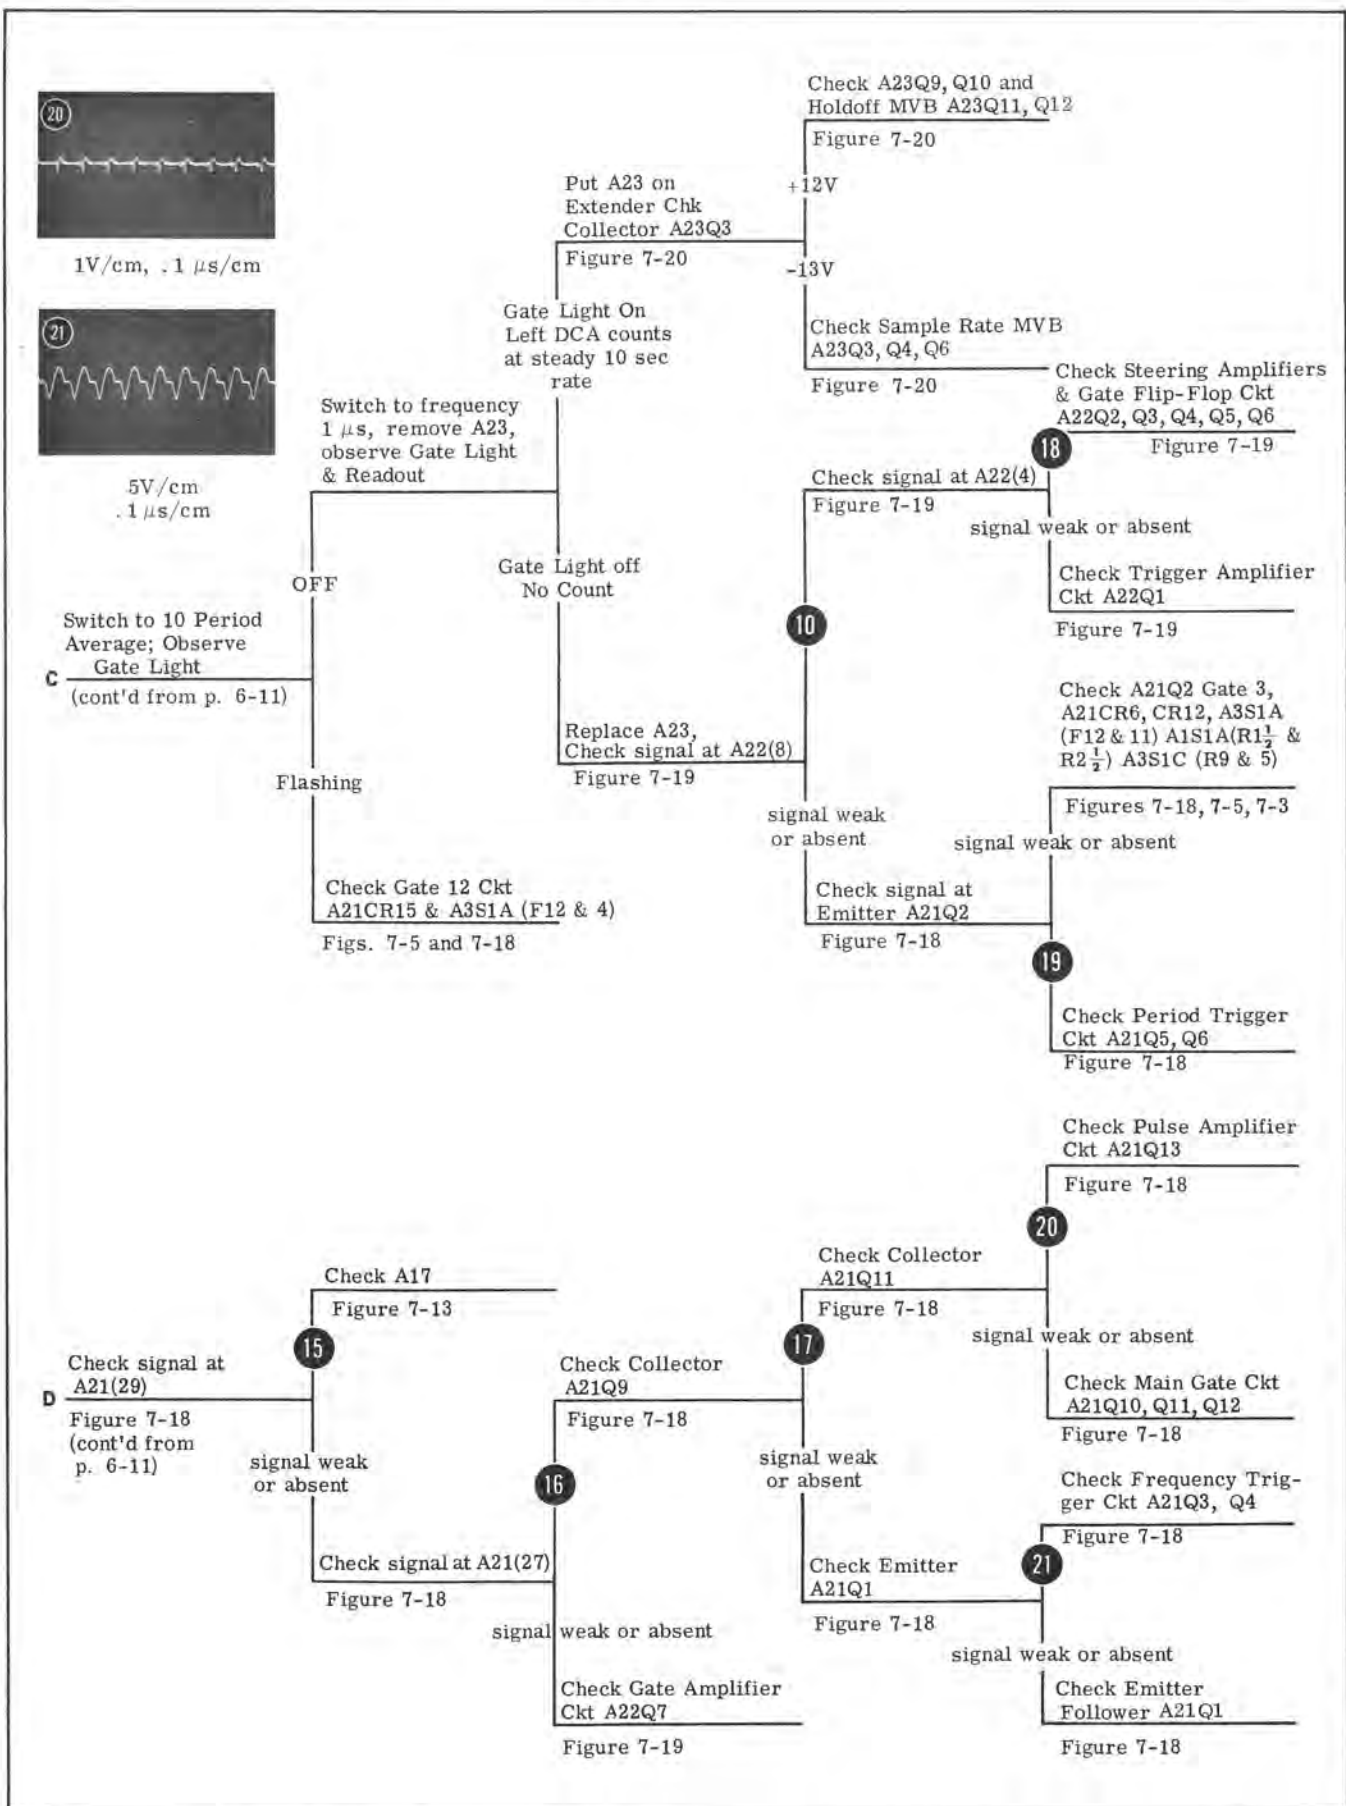 20
1V/cm, .1 μs/cm
21
.5V/cm
.1 μs/cm
C
Switch to 10 Period
Average; Observe
Gate Light
(cont'd from p. 6-11)
OFF
Flashing
Switch to frequency
1 μs, remove A23,
observe Gate Light
& Readout
Check Gate 12 Ckt
A21CR15 & A3S1A (F12 & 4)
Figs. 7-5 and 7-18
Gate Light On
Left DCA counts
at steady 10 sec
rate
Gate Light off
No Count
Put A23 on
Extender Chk
Collector A23Q3
Figure 7-20
+12V
-13V
Check A23Q9, Q10 and
Holdoff MVB A23Q11, Q12
Figure 7-20
Check Sample Rate MVB
A23Q3, Q4, Q6
Figure 7-20
Replace A23,
Check signal at A22(8)
Figure 7-19
10
signal weak
or absent
Check signal at A22(4)
Figure 7-19
18
signal weak or absent
Check Steering Amplifiers
& Gate Flip-Flop Ckt
A22Q2, Q3, Q4, Q5, Q6
Figure 7-19
Check Trigger Amplifier
Ckt A22Q1
Figure 7-19
Check signal at
Emitter A21Q2
Figure 7-18
signal weak or absent
19
Check A21Q2 Gate 3,
A21CR6, CR12, A3S1A
(F12 & 11) A1S1A(R1½ &
R2½) A3S1C (R9 & 5)
Figures 7-18, 7-5, 7-3
Check Period Trigger
Ckt A21Q5, Q6
Figure 7-18
D
Check signal at
A21(29)
Figure 7-18
(cont'd from
p. 6-11)
15
signal weak
or absent
Check A17
Figure 7-13
Check signal at A21(27)
Figure 7-18
16
signal weak or absent
Check Collector
A21Q9
Figure 7-18
Check Gate Amplifier
Ckt A22Q7
Figure 7-19
17
signal weak
or absent
Check Collector
A21Q11
Figure 7-18
20
signal weak or absent
Check Pulse Amplifier
Ckt A21Q13
Figure 7-18
Check Main Gate Ckt
A21Q10, Q11, Q12
Figure 7-18
Check Emitter
A21Q1
Figure 7-18
21
signal weak or absent
Check Frequency Trig-
ger Ckt A21Q3, Q4
Figure 7-18
Check Emitter
Follower A21Q1
Figure 7-18